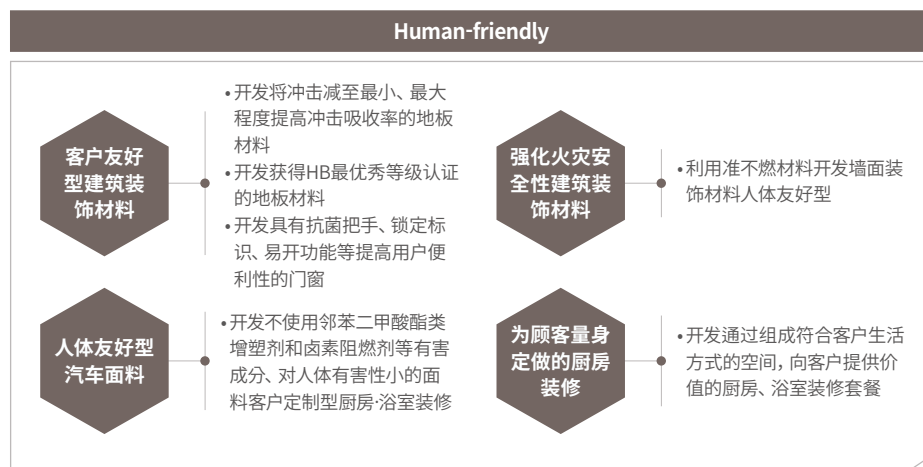 Human-friendly
客户友好
型建筑装
饰材料
•开发将冲击减至最小、最大
程度提高冲击吸收率的地板
材料
•开发获得HB最优秀等级认证
的地板材料
•开发具有抗菌把手、锁定标
识、易开功能等提高用户便
利性的门窗
强化火灾安
全性建筑装
饰材料
•利用准不燃材料开发墙面装
饰材料人体友好型
人体友好型
汽车面料
•开发不使用邻苯二甲酸酯类
增塑剂和卤素阻燃剂等有害
成分、对人体有害性小的面
料客户定制型厨房·浴室装修
为顾客量身
定做的厨房
装修
•开发通过组成符合客户生活
方式的空间，向客户提供价
值的厨房、浴室装修套餐